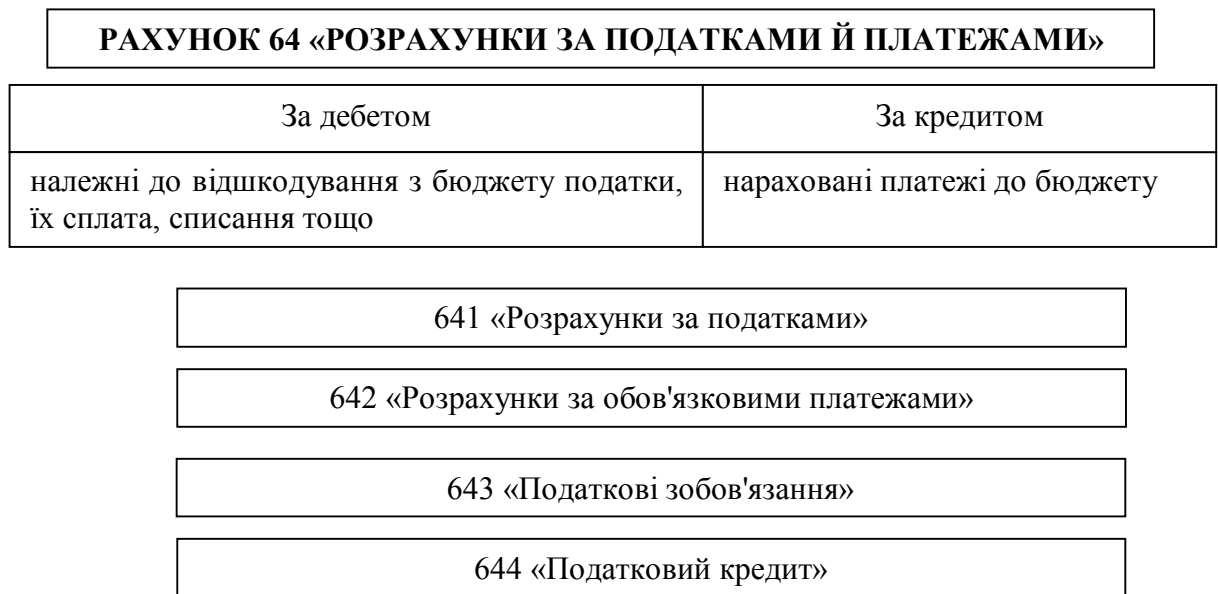 РАХУНОК 64 «РОЗРАХУНКИ ЗА ПОДАТКАМИ Й ПЛАТЕЖАМИ»
За дебетом
За кредитом
належні до відшкодування з бюджету податки,
їх сплата, списання тощо
нараховані платежі до бюджету
641 «Розрахунки за податками»
642 «Розрахунки за обов'язковими платежами»
643 «Податкові зобов'язання»
644 «Податковий кредит»